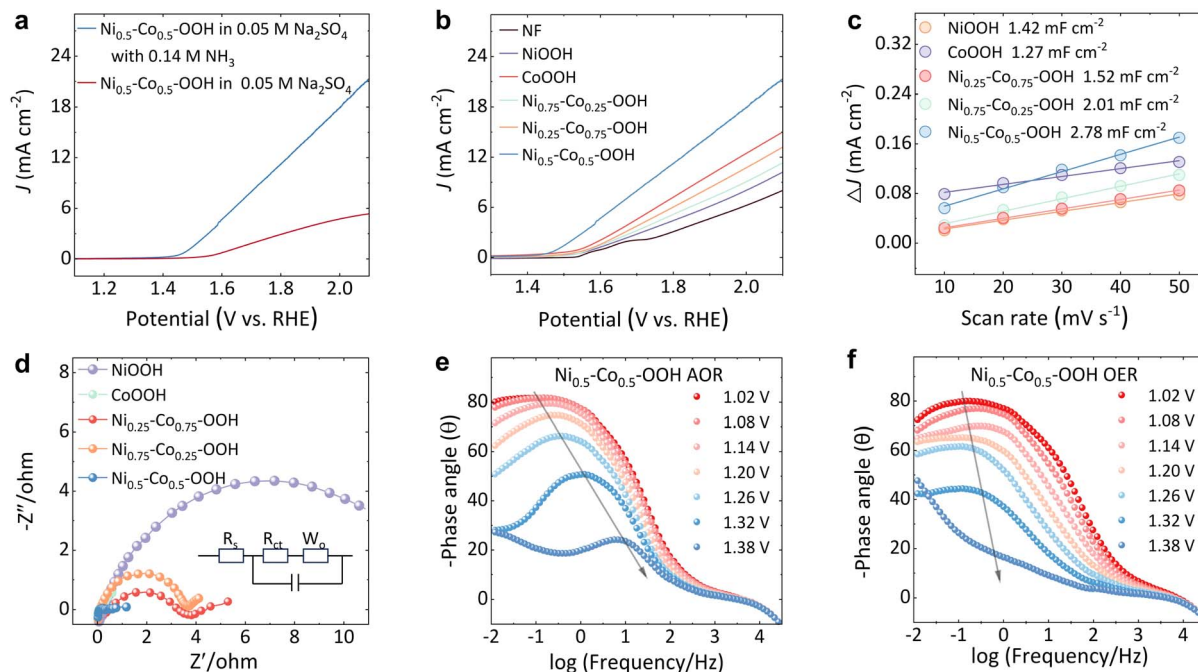 a
Ni0.5-Co0.5-OOH in 0.05 M Na2SO4
with 0.14 M NH3
Ni0.5-Co0.5-OOH in 0.05 M Na2SO4
J (mA cm-2)
24
18
12
6
0
1.2 1.4 1.6 1.8 2.0
Potential (V vs. RHE)
b
NF
NiOOH
CoOOH
Ni0.75-Co0.25-OOH
Ni0.25-Co0.75-OOH
Ni0.5-Co0.5-OOH
J (mA cm-2)
24
18
12
6
0
1.4 1.6 1.8 2.0
Potential (V vs. RHE)
c
NiOOH 1.42 mF cm-2
CoOOH 1.27 mF cm-2
Ni0.25-Co0.75-OOH 1.52 mF cm-2
Ni0.75-Co0.25-OOH 2.01 mF cm-2
Ni0.5-Co0.5-OOH 2.78 mF cm-2
△J (mA cm-2)
0.32
0.24
0.16
0.08
0.00
10 20 30 40 50
Scan rate (mV s-1)
d
NiOOH
CoOOH
Ni0.25-Co0.75-OOH
Ni0.75-Co0.25-OOH
Ni0.5-Co0.5-OOH
Rs Rct Wo
-Z″/ohm
8
6
4
2
0
0 2 4 6 8 10
Z′/ohm
e
Ni0.5-Co0.5-OOH AOR
1.02 V
1.08 V
1.14 V
1.20 V
1.26 V
1.32 V
1.38 V
-Phase angle (θ)
80
60
40
20
0
-2 -1 0 1 2 3 4
log (Frequency/Hz)
f
Ni0.5-Co0.5-OOH OER
1.02 V
1.08 V
1.14 V
1.20 V
1.26 V
1.32 V
1.38 V
-Phase angle (θ)
80
60
40
20
0
-2 -1 0 1 2 3 4
log (Frequency/Hz)